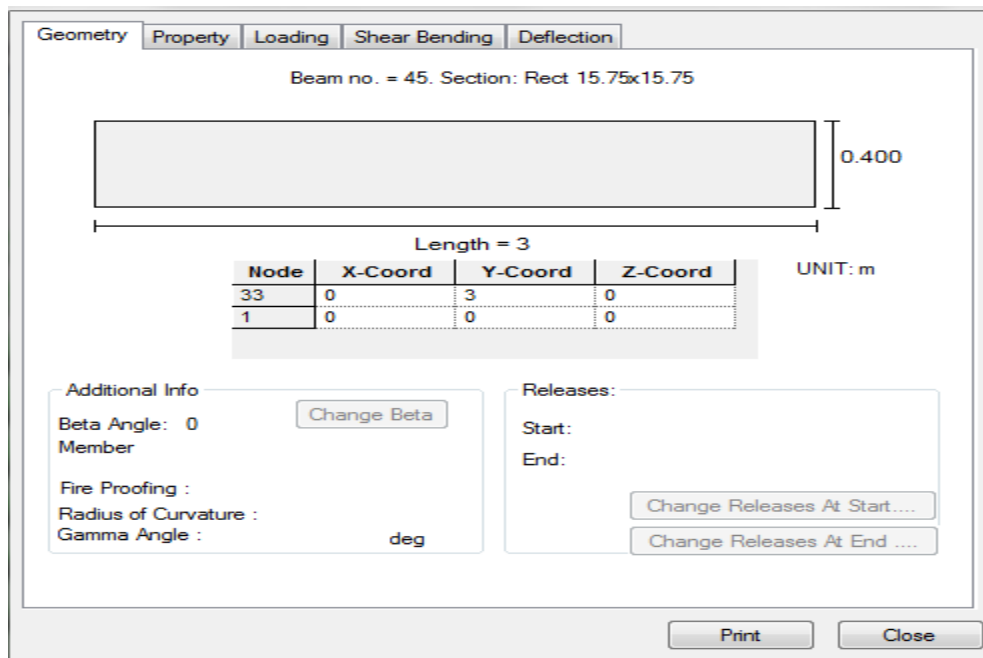 Geometry Property Loading Shear Bending Deflection
Beam no. = 45. Section: Rect 15.75x15.75
0.400
Length = 3
UNIT: m
Node X-Coord Y-Coord Z-Coord
33 0 3 0
1 0 0 0
Additional Info
Beta Angle: 0
Change Beta
Member
Fire Proofing :
Radius of Curvature :
Gamma Angle :
deg
Releases:
Start:
End:
Change Releases At Start....
Change Releases At End ....
Print
Close